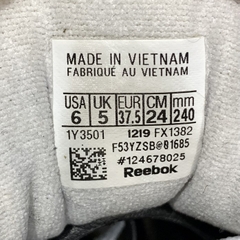 MADE IN VIETNAM
FABRIQUÉ AU VIETNAM
USA UK EUR CM mm
6 5 37.5 24 240
1Y3501 1219 FX1382
F53YZSB@01685
#124678025
Reebok